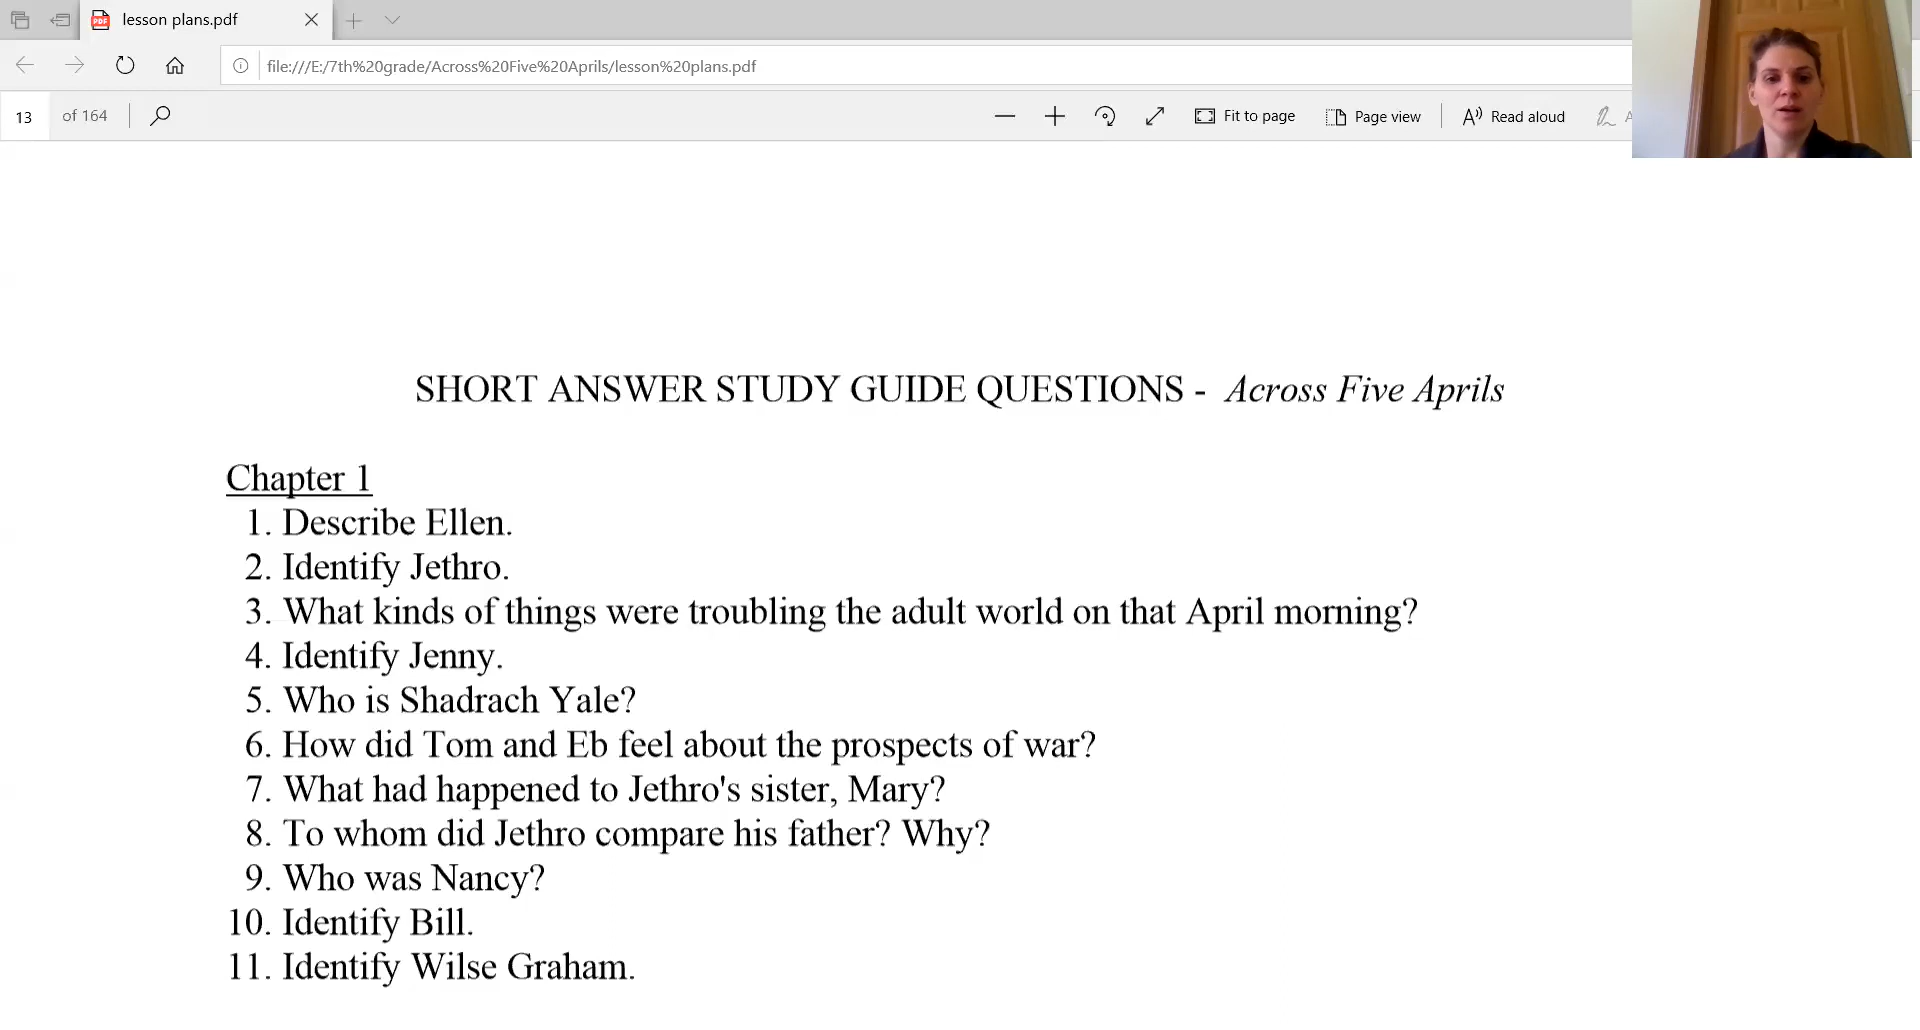 lesson plans.pdf
file:///E:/7th%20grade/Across%20Five%20Aprils/lesson%20plans.pdf
13 of 164 Fit to page Page view Read aloud
SHORT ANSWER STUDY GUIDE QUESTIONS - Across Five Aprils
Chapter 1
1. Describe Ellen.
2. Identify Jethro.
3. What kinds of things were troubling the adult world on that April morning?
4. Identify Jenny.
5. Who is Shadrach Yale?
6. How did Tom and Eb feel about the prospects of war?
7. What had happened to Jethro's sister, Mary?
8. To whom did Jethro compare his father? Why?
9. Who was Nancy?
10. Identify Bill.
11. Identify Wilse Graham.